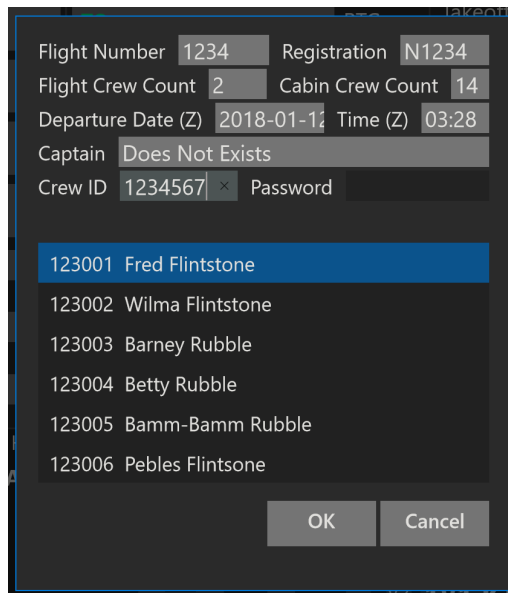 Flight Number 1234 Registration N1234
Flight Crew Count 2 Cabin Crew Count 14
Departure Date (Z) 2018-01-12 Time (Z) 03:28
Captain Does Not Exists
Crew ID 1234567 × Password
123001 Fred Flintstone
123002 Wilma Flintstone
123003 Barney Rubble
123004 Betty Rubble
123005 Bamm-Bamm Rubble
123006 Pebles Flintsone
OK Cancel